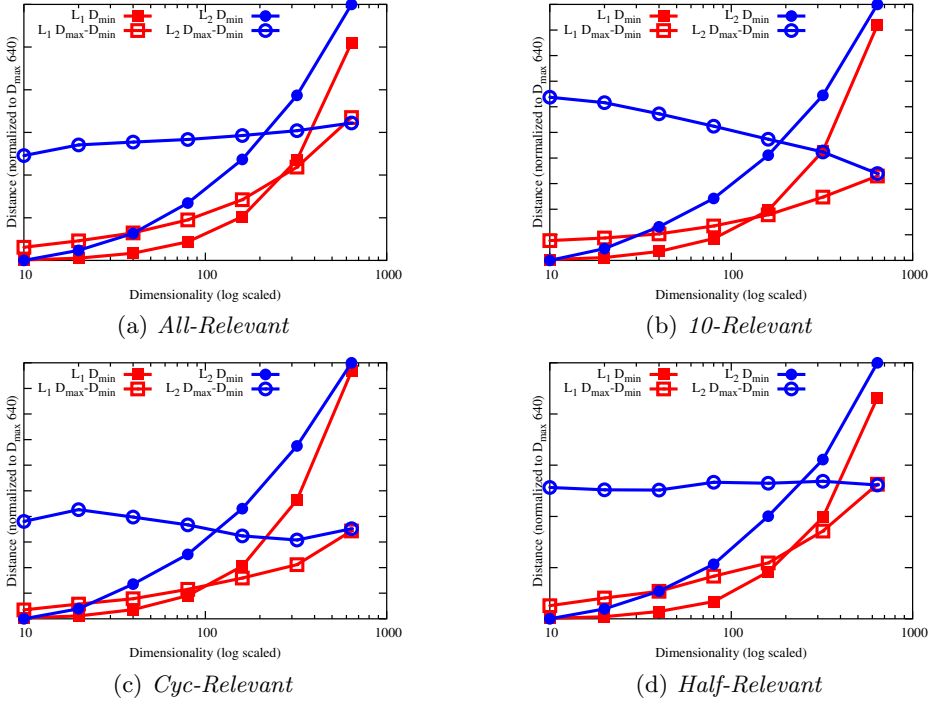 L₁ Dmin L₂ Dmin
L₁ Dmax-Dmin L₂ Dmax-Dmin
Distance (normalized to Dmax 640)
10 100 1000
Dimensionality (log scaled)
(a) All-Relevant
L₁ Dmin L₂ Dmin
L₁ Dmax-Dmin L₂ Dmax-Dmin
Distance (normalized to Dmax 640)
10 100 1000
Dimensionality (log scaled)
(b) 10-Relevant
L₁ Dmin L₂ Dmin
L₁ Dmax-Dmin L₂ Dmax-Dmin
Distance (normalized to Dmax 640)
10 100 1000
Dimensionality (log scaled)
(c) Cyc-Relevant
L₁ Dmin L₂ Dmin
L₁ Dmax-Dmin L₂ Dmax-Dmin
Distance (normalized to Dmax 640)
10 100 1000
Dimensionality (log scaled)
(d) Half-Relevant